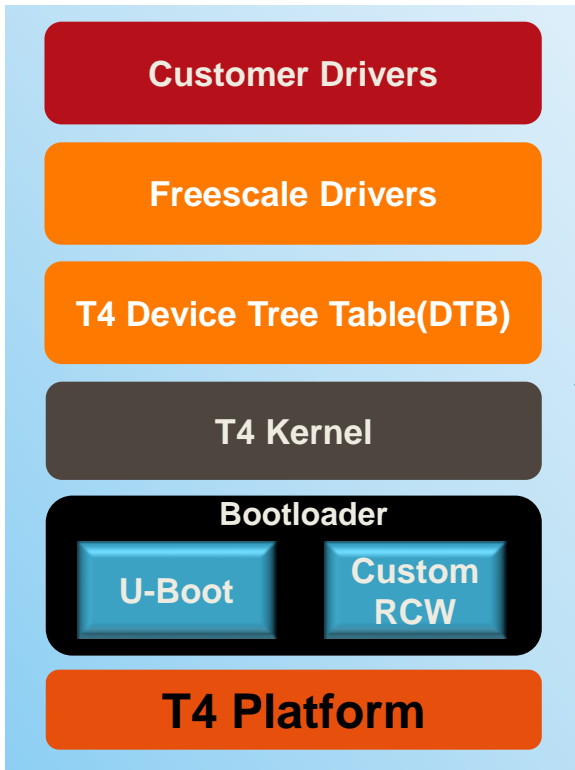 Customer Drivers
Freescale Drivers
T4 Device Tree Table(DTB)
T4 Kernel
Bootloader
U-Boot
Custom
RCW
T4 Platform